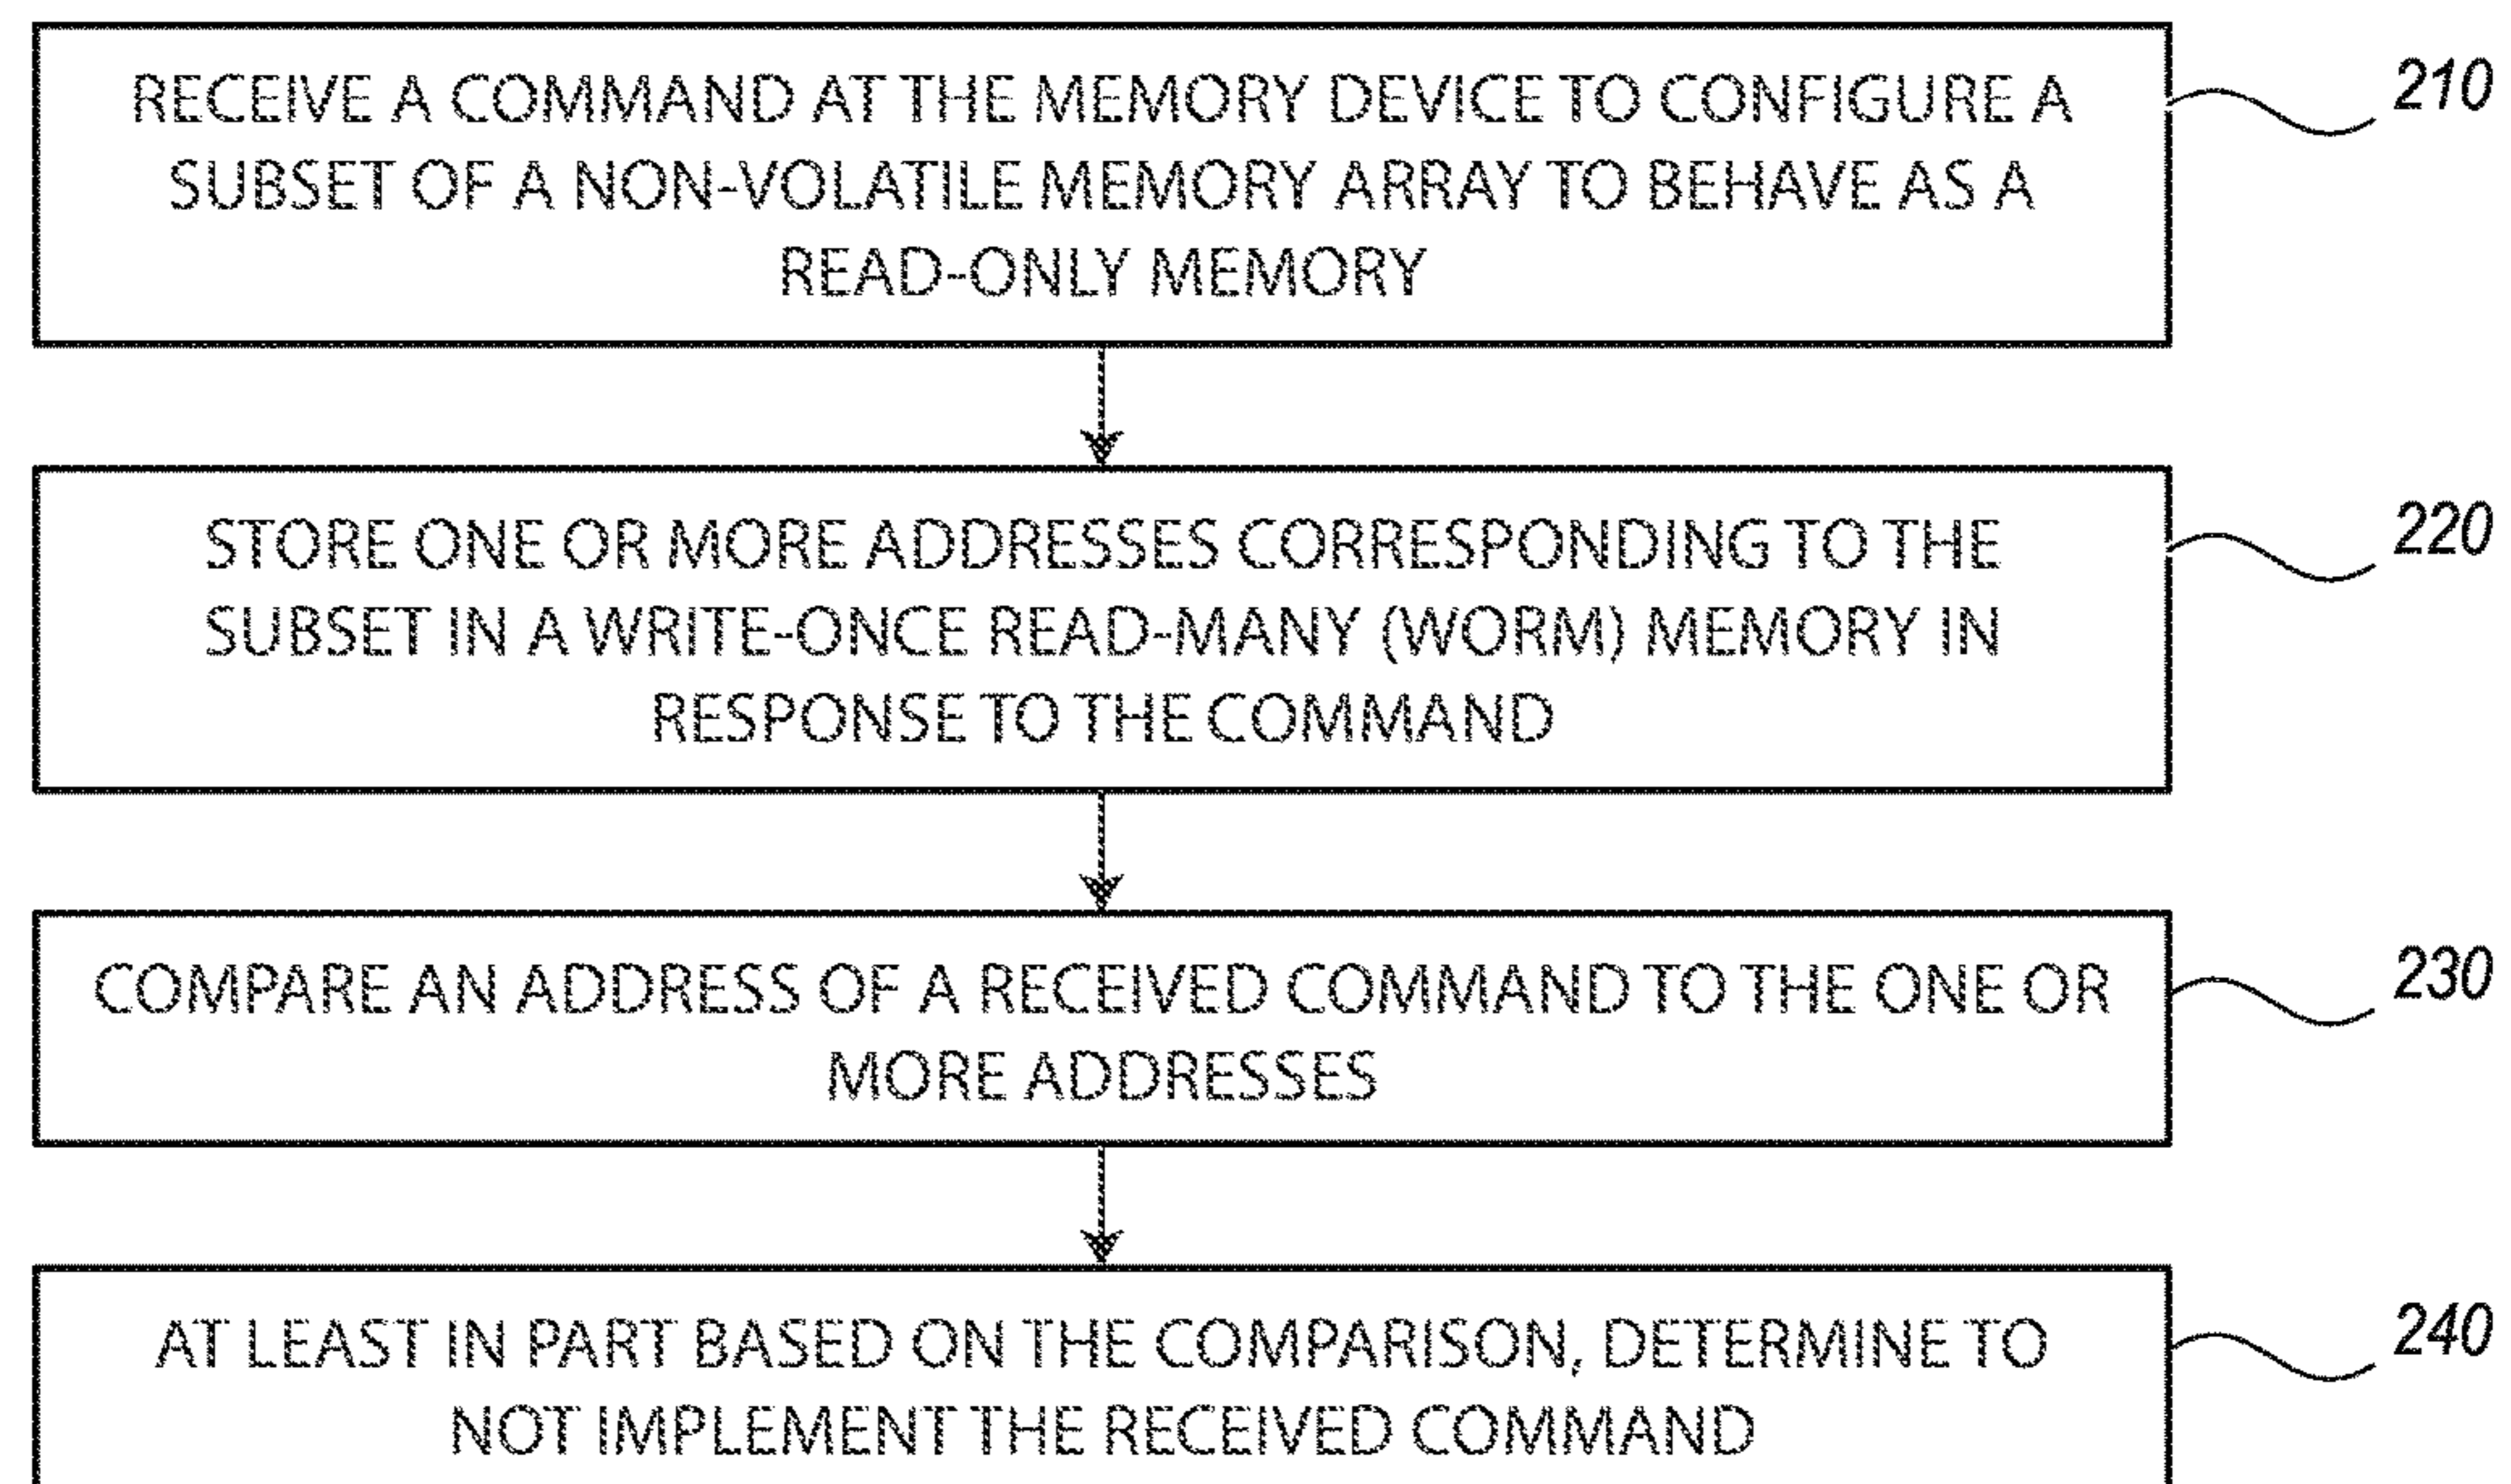 RECEIVE A COMMAND AT THE MEMORY DEVICE TO CONFIGURE A
SUBSET OF A NON-VOLATILE MEMORY ARRAY TO BEHAVE AS A
READ-ONLY MEMORY
210
STORE ONE OR MORE ADDRESSES CORRESPONDING TO THE
SUBSET IN A WRITE-ONCE READ-MANY (WORM) MEMORY IN
RESPONSE TO THE COMMAND
220
COMPARE AN ADDRESS OF A RECEIVED COMMAND TO THE ONE OR
MORE ADDRESSES
230
AT LEAST IN PART BASED ON THE COMPARISON, DETERMINE TO
NOT IMPLEMENT THE RECEIVED COMMAND
240